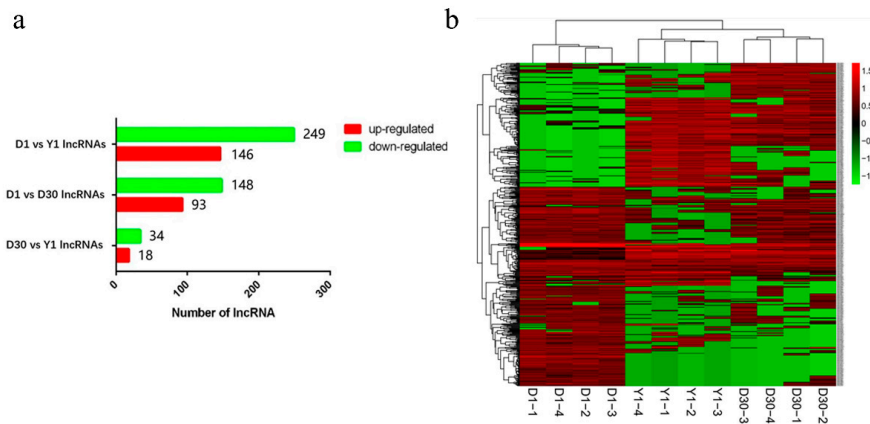 a
b
D1 vs Y1 lncRNAs
249
146
D1 vs D30 lncRNAs
148
93
D30 vs Y1 lncRNAs
34
18
up-regulated
down-regulated
0
100
200
300
Number of lncRNA
1.5
1
0.5
0
D1-1
D1-4
D1-2
D1-3
Y1-4
Y1-1
Y1-2
Y1-3
D30-3
D30-4
D30-1
D30-2